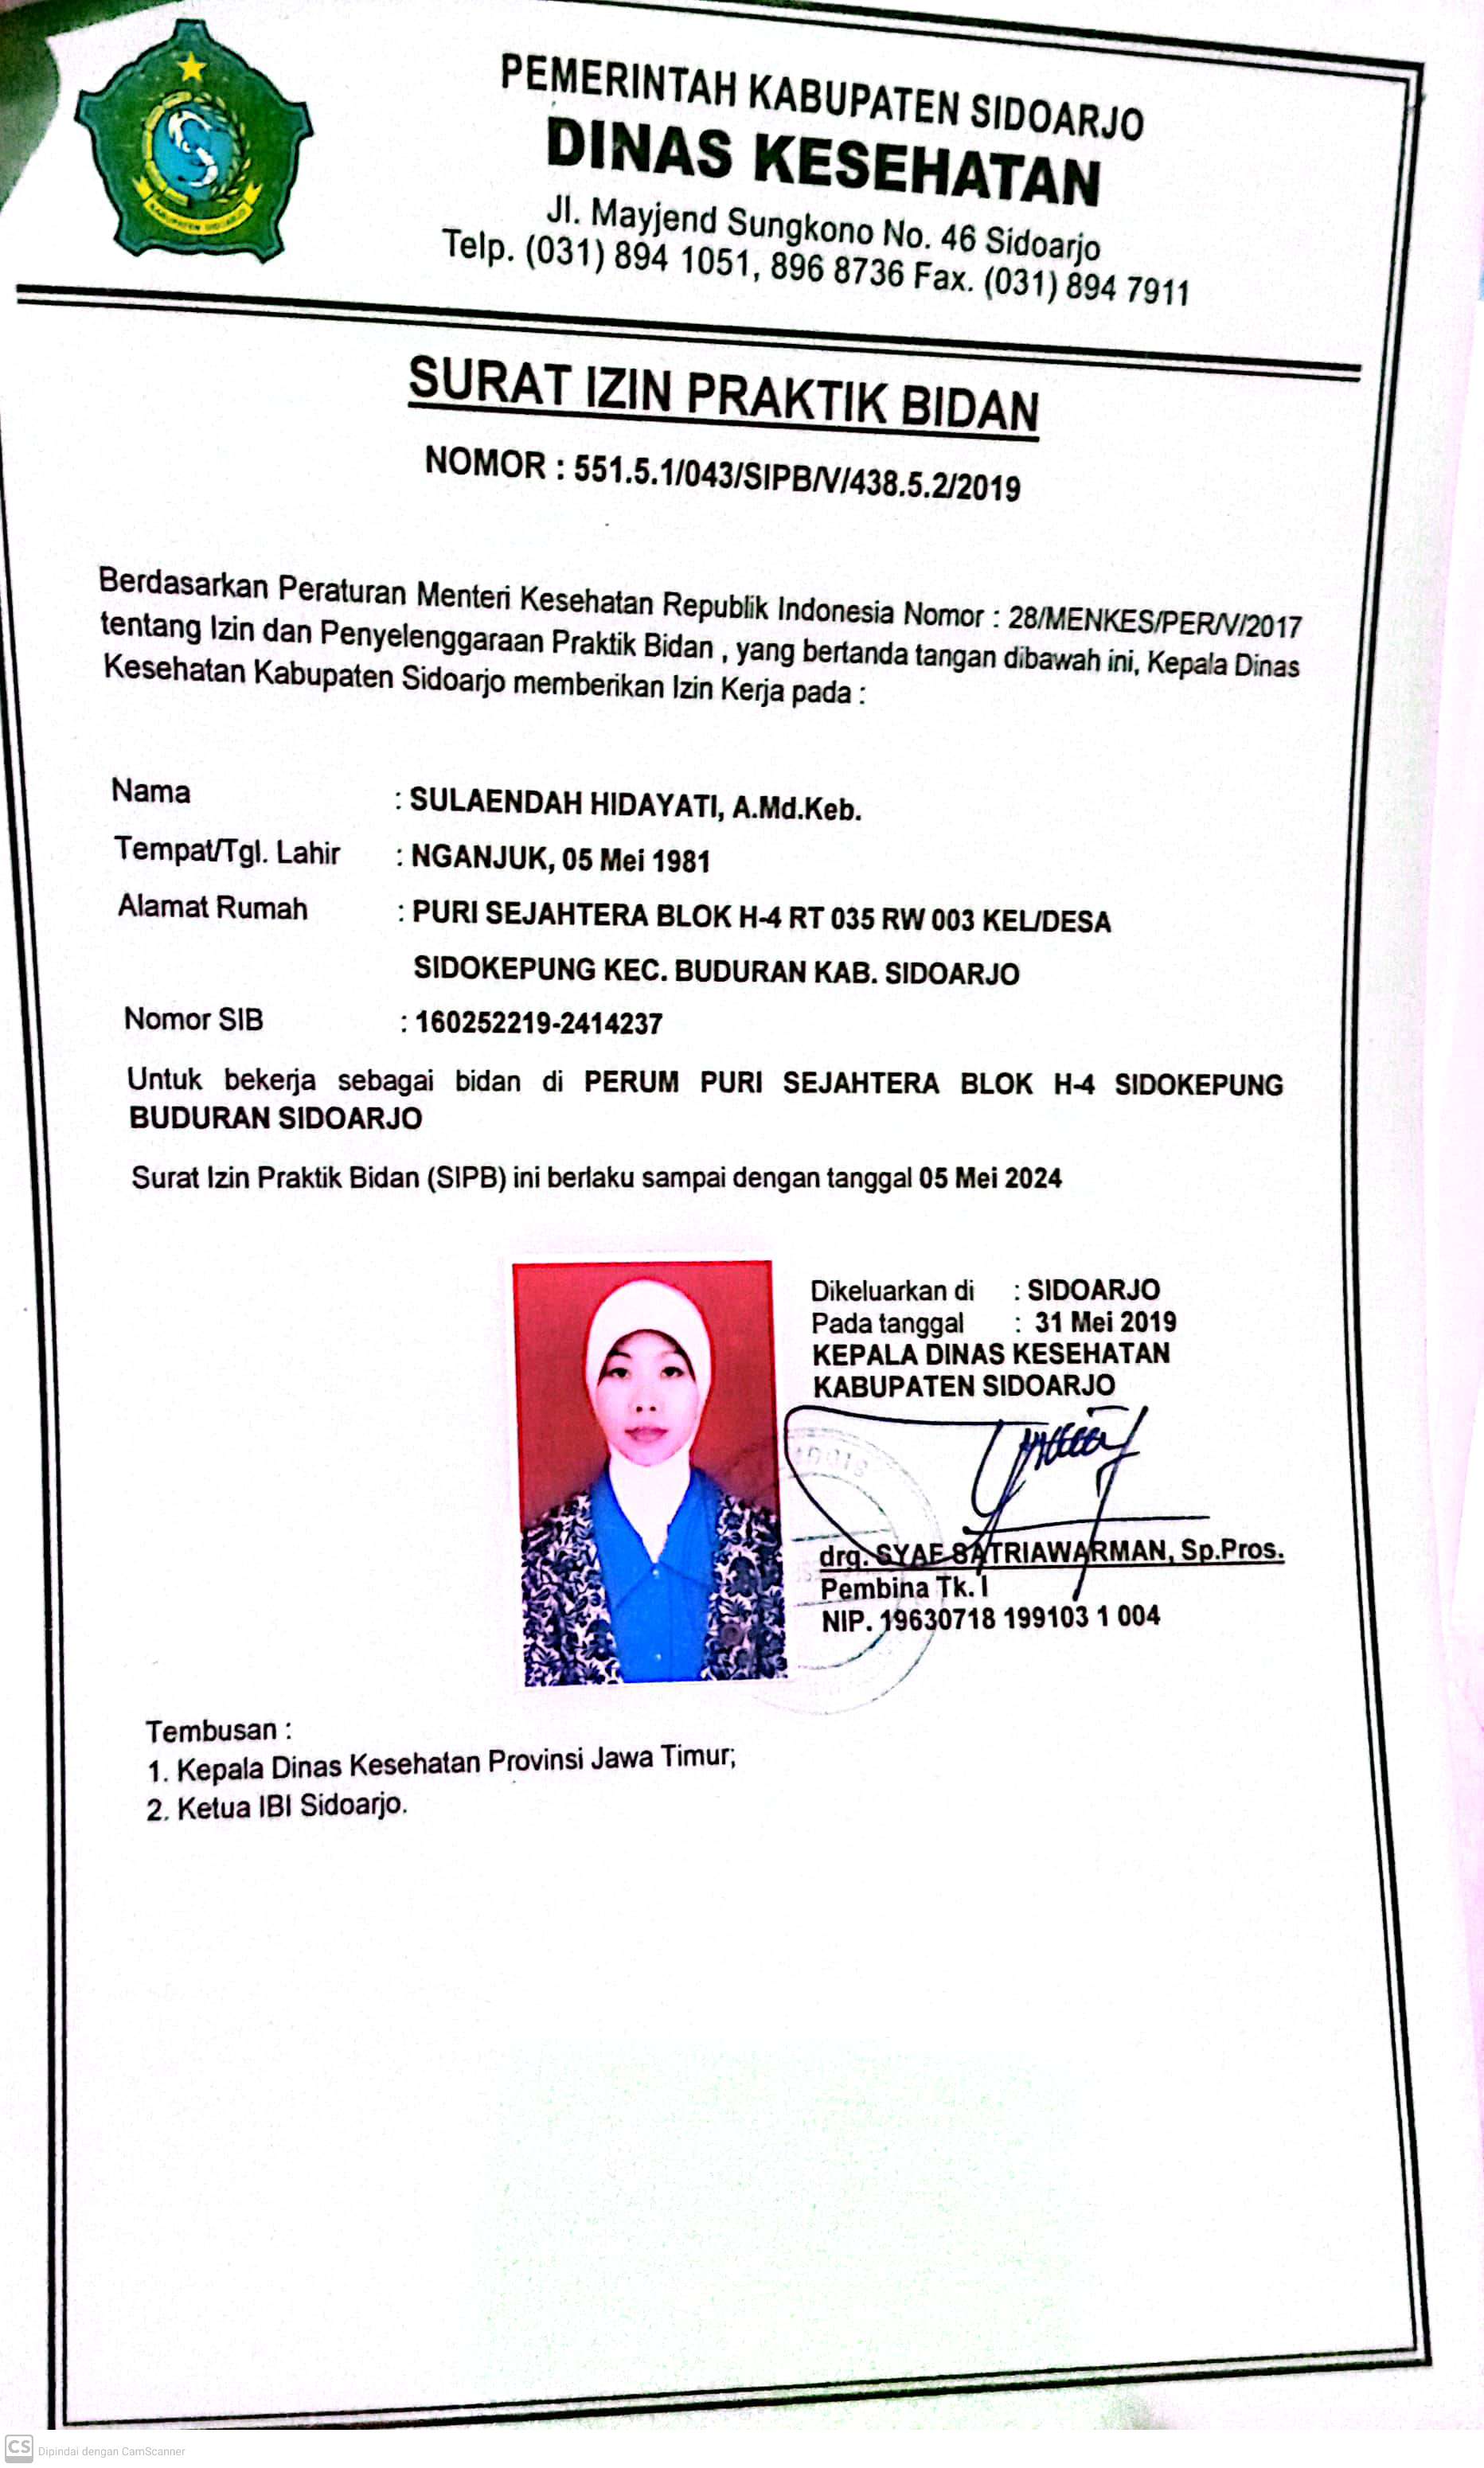 PEMERINTAH KABUPATEN SIDOARJO
DINAS KESEHATAN
Jl. Mayjend Sungkono No. 46 Sidoarjo
Telp. (031) 894 1051, 896 8736 Fax. (031) 894 7911
KABUPATEN SIDOARJO
SURAT IZIN PRAKTIK BIDAN
NOMOR : 551.5.1/043/SIPB/V/438.5.2/2019
Berdasarkan Peraturan Menteri Kesehatan Republik Indonesia Nomor : 28/MENKES/PER/V/2017
tentang Izin dan Penyelenggaraan Praktik Bidan , yang bertanda tangan dibawah ini, Kepala Dinas
Kesehatan Kabupaten Sidoarjo memberikan Izin Kerja pada :
Nama : SULAENDAH HIDAYATI, A.Md.Keb.
Tempat/Tgl. Lahir : NGANJUK, 05 Mei 1981
Alamat Rumah : PURI SEJAHTERA BLOK H-4 RT 035 RW 003 KEL/DESA
SIDOKEPUNG KEC. BUDURAN KAB. SIDOARJO
Nomor SIB : 160252219-2414237
Untuk bekerja sebagai bidan di PERUM PURI SEJAHTERA BLOK H-4 SIDOKEPUNG
BUDURAN SIDOARJO
Surat Izin Praktik Bidan (SIPB) ini berlaku sampai dengan tanggal 05 Mei 2024
Dikeluarkan di : SIDOARJO
Pada tanggal : 31 Mei 2019
KEPALA DINAS KESEHATAN
KABUPATEN SIDOARJO
drg. SYAF SATRIAWARMAN, Sp.Pros.
Pembina Tk. I
NIP. 19630718 199103 1 004
Tembusan :
1. Kepala Dinas Kesehatan Provinsi Jawa Timur;
2. Ketua IBI Sidoarjo.
CS Dipindai dengan CamScanner